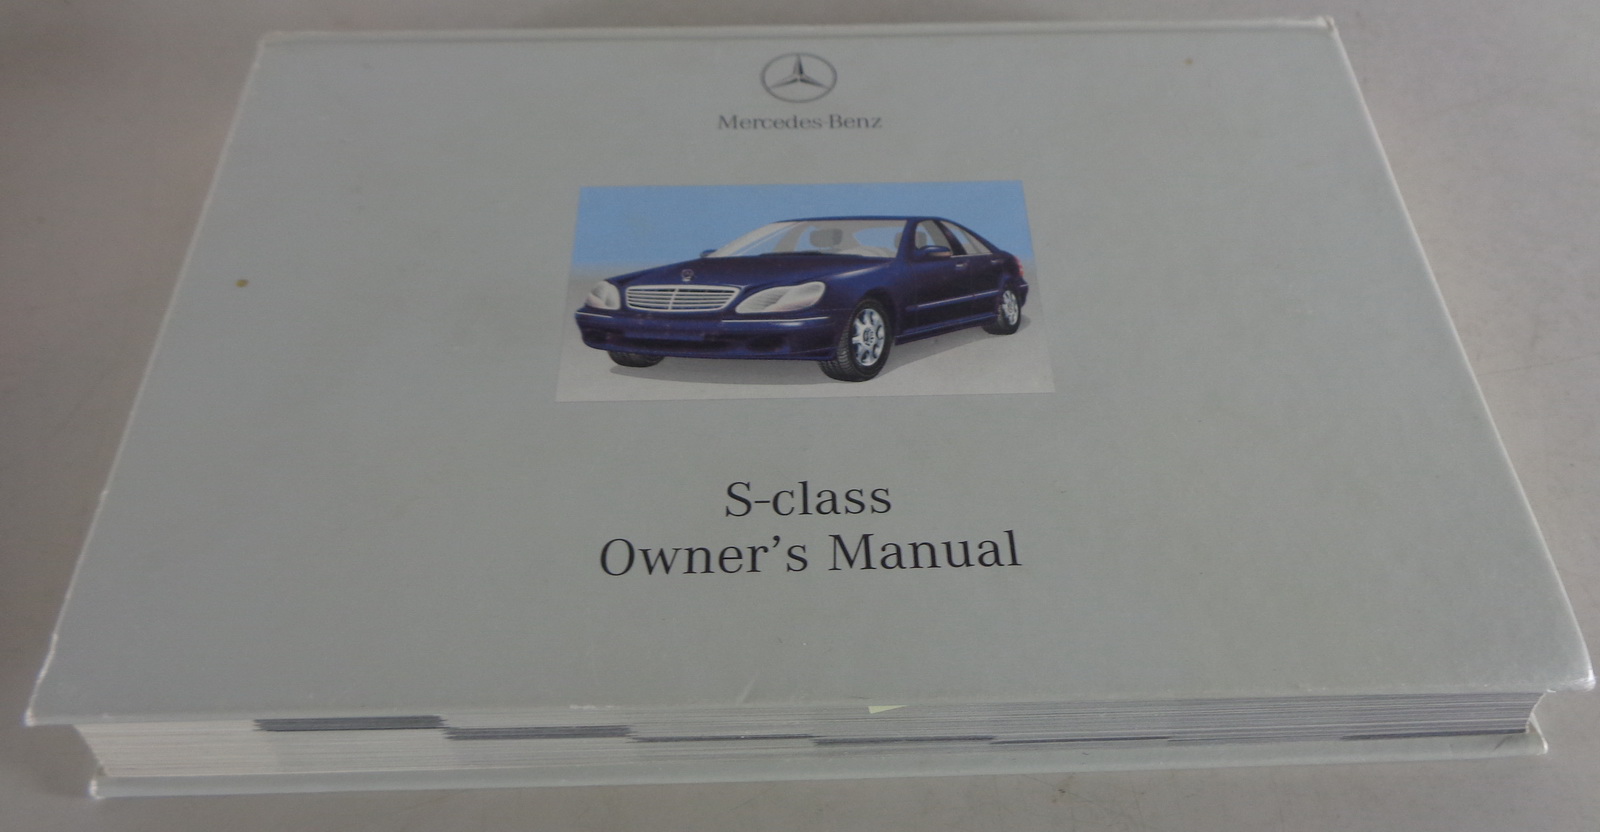 Mercedes-Benz
S-class
Owner's Manual